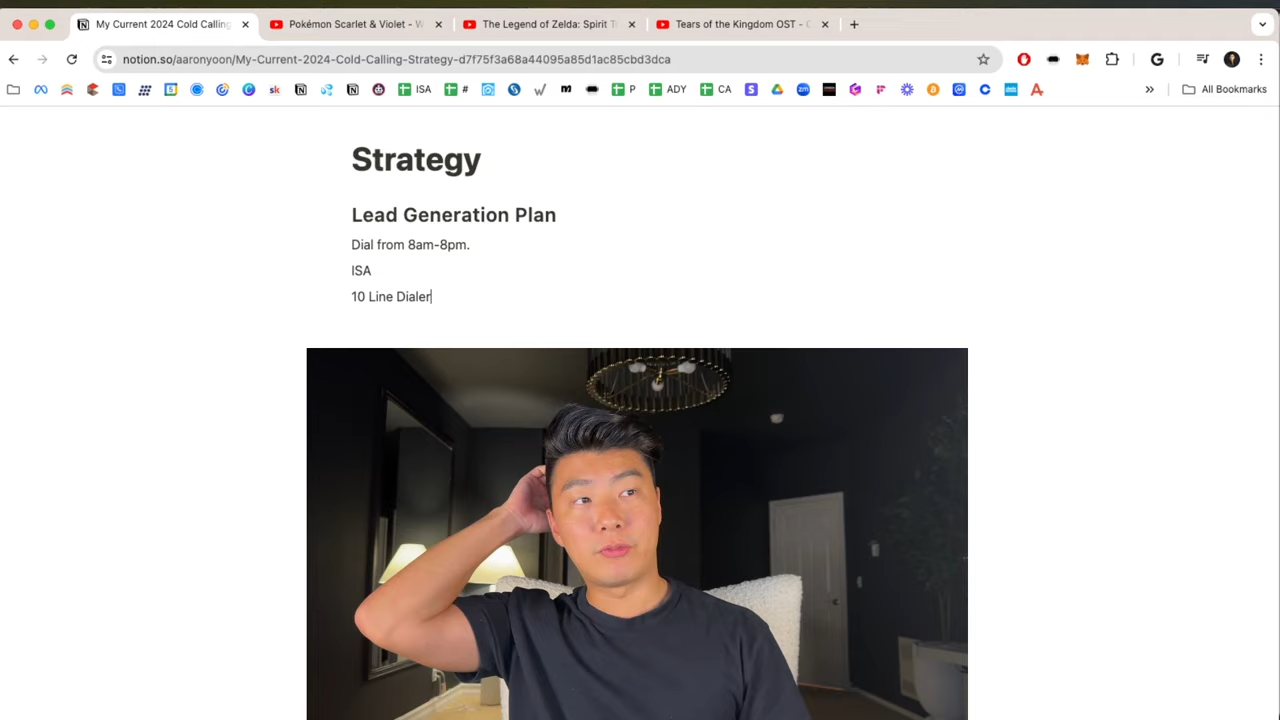 My Current 2024 Cold Calling
Pokémon Scarlet & Violet - W
The Legend of Zelda: Spirit T
Tears of the Kingdom OST -
notion.so/aaronyoon/My-Current-2024-Cold-Calling-Strategy-d7f75f3a68a44095a85d1ac85cbd3dca
sk
ISA
#
P
ADY
CA
zm
All Bookmarks
Strategy
Lead Generation Plan
Dial from 8am-8pm.
ISA
10 Line Dialer